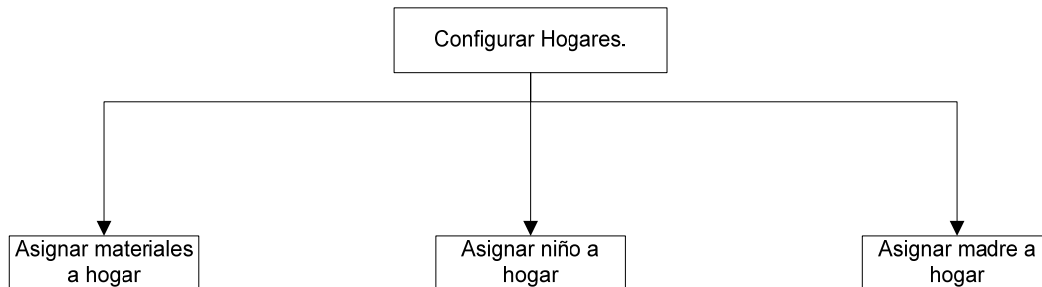 Configurar Hogares.
Asignar materiales
a hogar
Asignar niño a
hogar
Asignar madre a
hogar